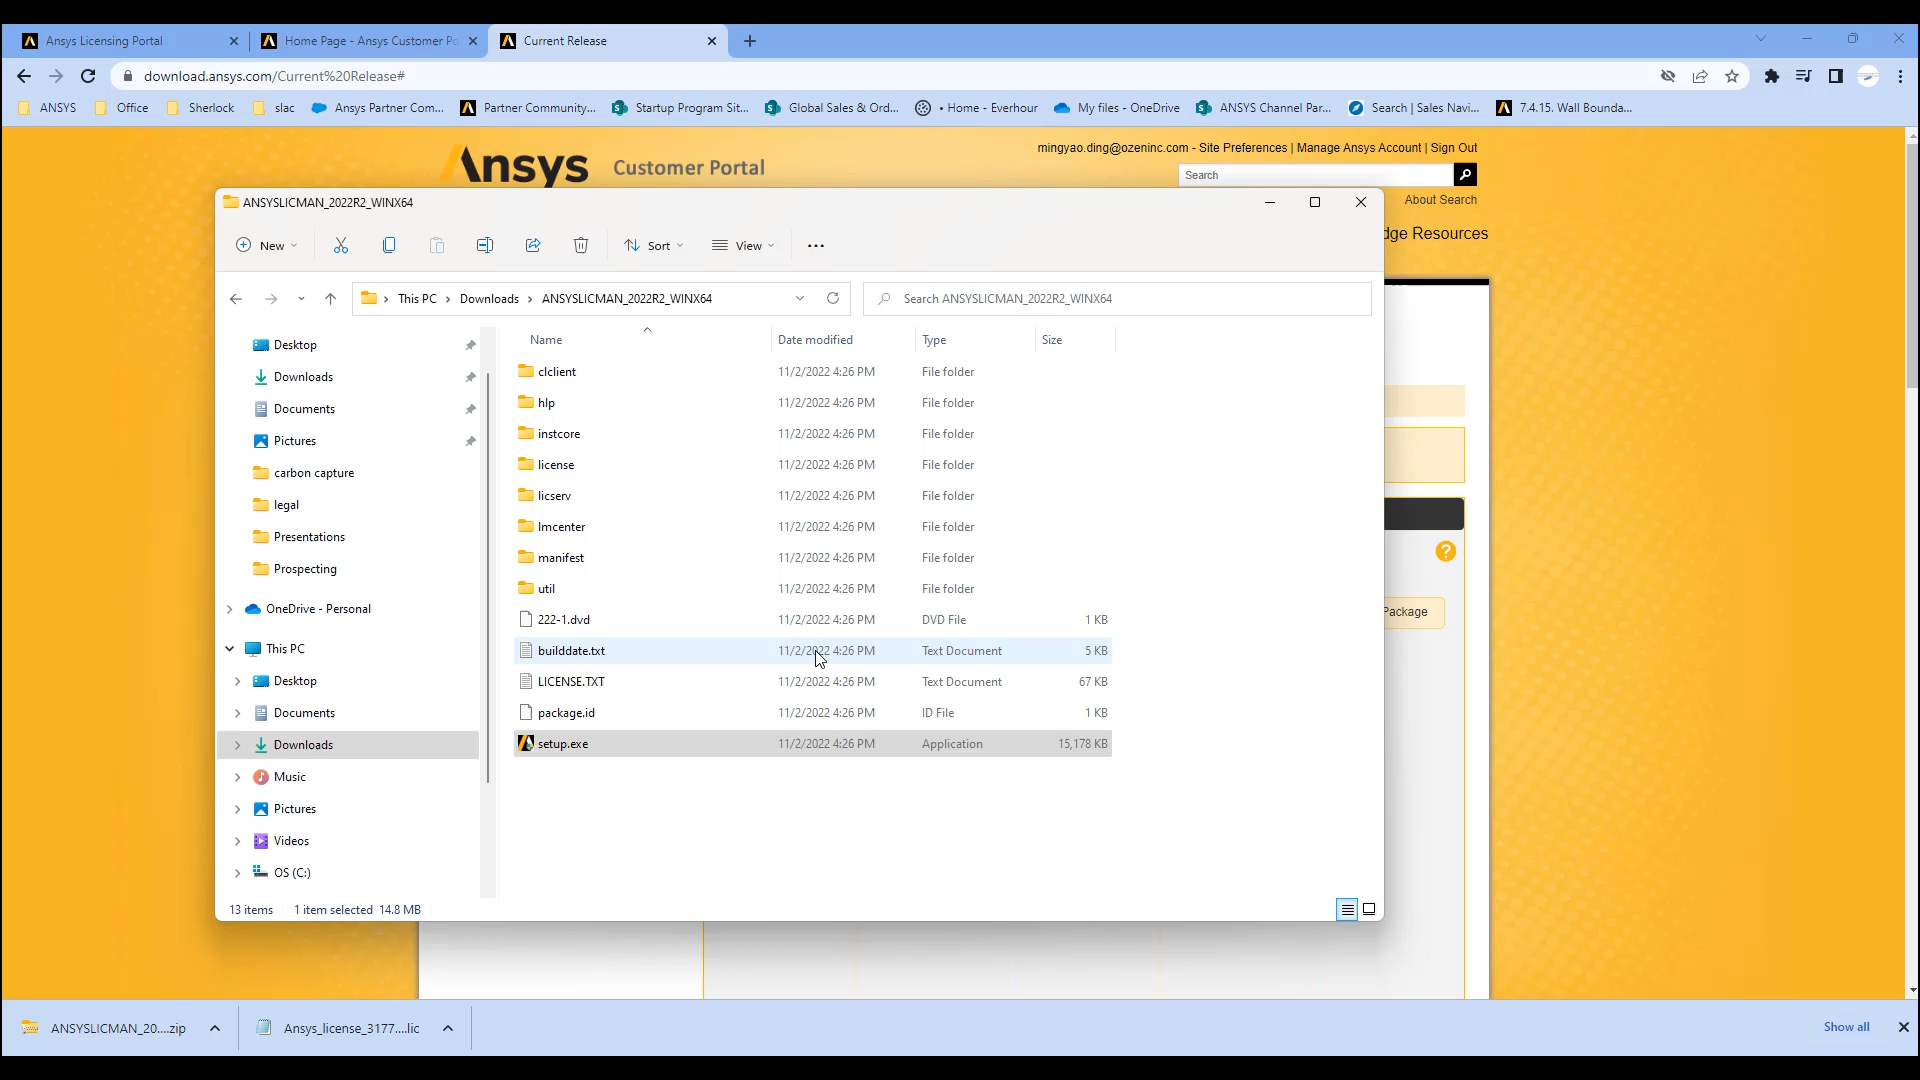 Ansys Licensing Portal
Home Page - Ansys Customer Po
Current Release
download.ansys.com/Current%20Release#
ANSYS
Office
Sherlock
slac
Ansys Partner Com...
Partner Community...
Startup Program Sit...
Global Sales & Ord...
• Home - Everhour
My files - OneDrive
ANSYS Channel Par...
Search | Sales Navi...
7.4.15. Wall Bounda...
mingyao.ding@ozeninc.com - Site Preferences | Manage Ansys Account | Sign Out
Ansys Customer Portal
Search
About Search
dge Resources
ANSYSLICMAN_2022R2_WINX64
New
Sort
View
This PC
Downloads
ANSYSLICMAN_2022R2_WINX64
Search ANSYSLICMAN_2022R2_WINX64
Desktop
Downloads
Documents
Pictures
carbon capture
legal
Presentations
Prospecting
OneDrive - Personal
This PC
Desktop
Documents
Downloads
Music
Pictures
Videos
OS (C:)
Name Date modified Type Size
clclient 11/2/2022 4:26 PM File folder
hlp 11/2/2022 4:26 PM File folder
instcore 11/2/2022 4:26 PM File folder
license 11/2/2022 4:26 PM File folder
licserv 11/2/2022 4:26 PM File folder
lmcenter 11/2/2022 4:26 PM File folder
manifest 11/2/2022 4:26 PM File folder
util 11/2/2022 4:26 PM File folder
222-1.dvd 11/2/2022 4:26 PM DVD File 1 KB
builddate.txt 11/2/2022 4:26 PM Text Document 5 KB
LICENSE.TXT 11/2/2022 4:26 PM Text Document 67 KB
package.id 11/2/2022 4:26 PM ID File 1 KB
setup.exe 11/2/2022 4:26 PM Application 15,178 KB
?
Package
13 items 1 item selected 14.8 MB
ANSYSLICMAN_20....zip
Ansys_license_3177....lic
Show all